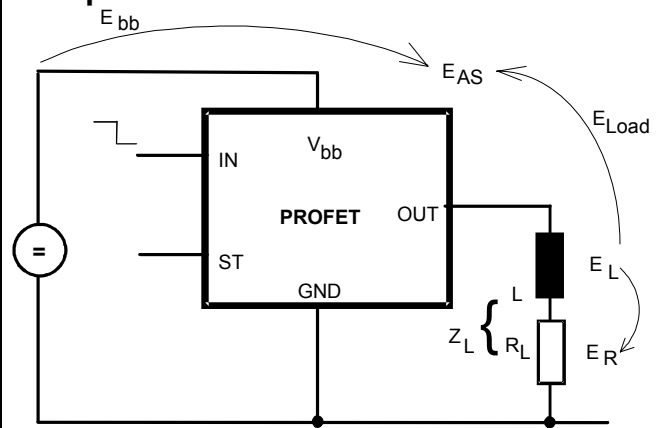 E bb
E AS
E Load
V bb
IN
PROFET
OUT
=
ST
GND
E L
L
Z L { R L
E R